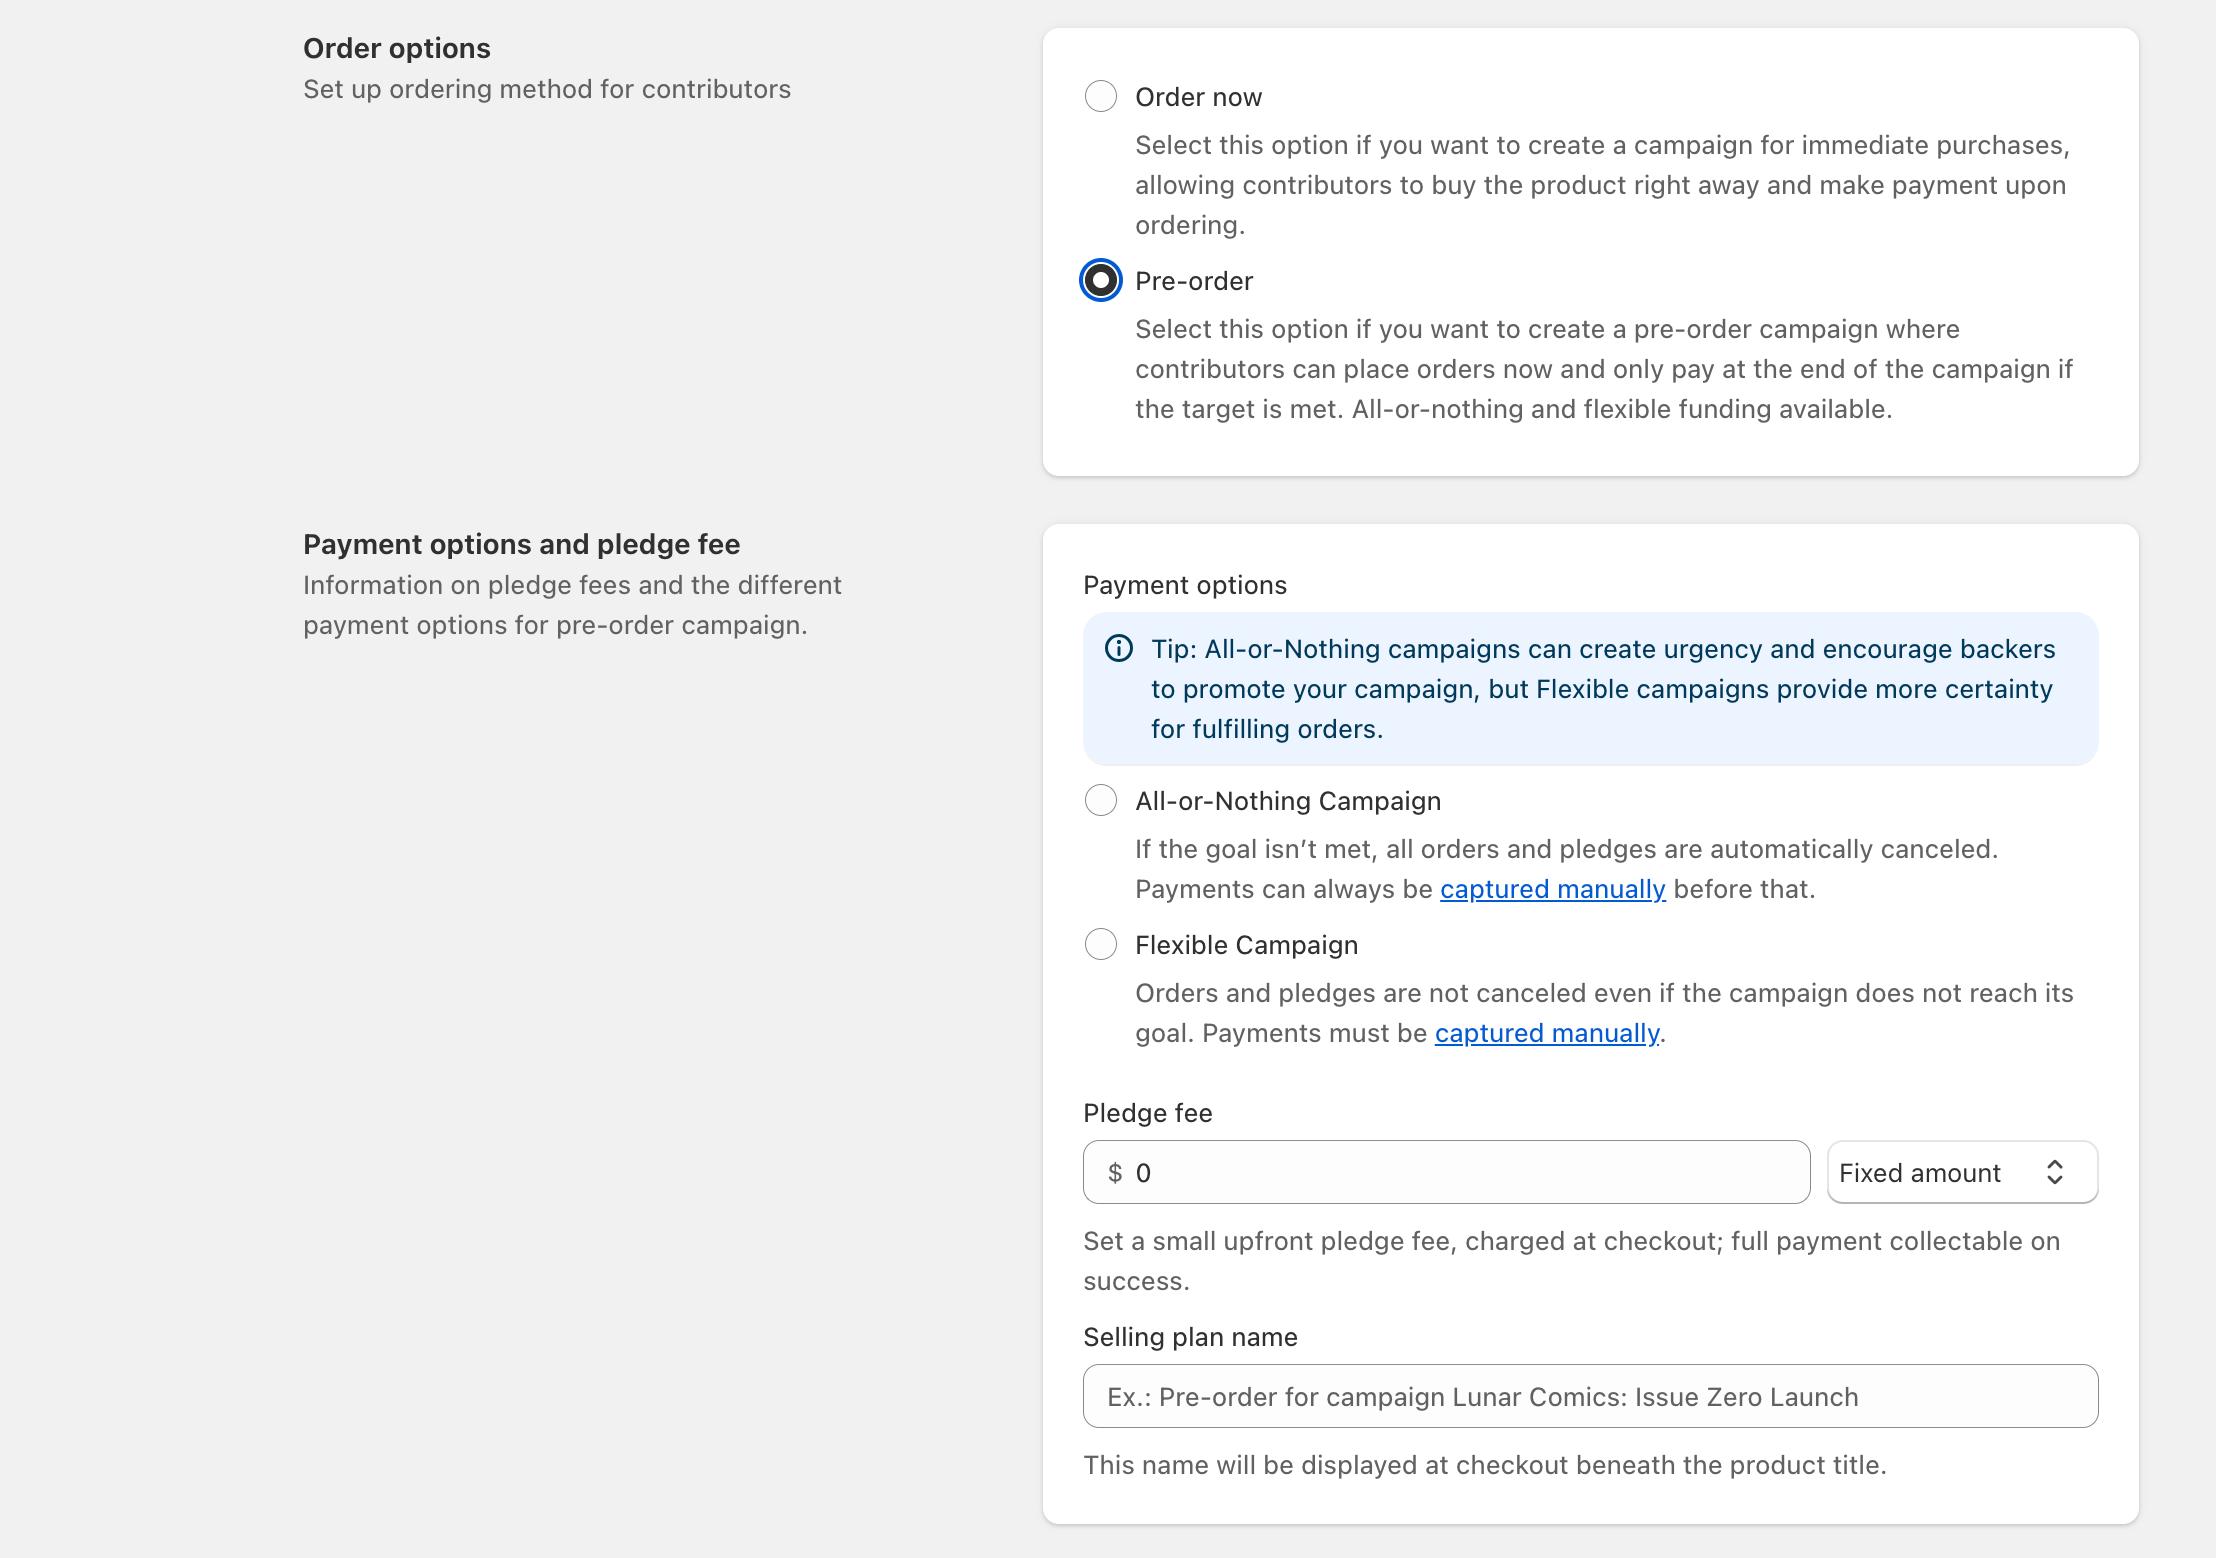 Order options
Set up ordering method for contributors
Order now
Select this option if you want to create a campaign for immediate purchases,
allowing contributors to buy the product right away and make payment upon
ordering.
Pre-order
Select this option if you want to create a pre-order campaign where
contributors can place orders now and only pay at the end of the campaign if
the target is met. All-or-nothing and flexible funding available.
Payment options and pledge fee
Information on pledge fees and the different
payment options for pre-order campaign.
Payment options
Tip: All-or-Nothing campaigns can create urgency and encourage backers
to promote your campaign, but Flexible campaigns provide more certainty
for fulfilling orders.
All-or-Nothing Campaign
If the goal isn’t met, all orders and pledges are automatically canceled.
Payments can always be captured manually before that.
Flexible Campaign
Orders and pledges are not canceled even if the campaign does not reach its
goal. Payments must be captured manually.
Pledge fee
$ 0
Fixed amount
Set a small upfront pledge fee, charged at checkout; full payment collectable on
success.
Selling plan name
Ex.: Pre-order for campaign Lunar Comics: Issue Zero Launch
This name will be displayed at checkout beneath the product title.